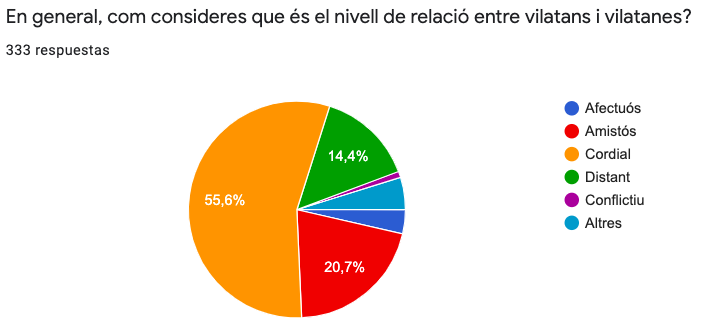 En general, com consideres que és el nivell de relació entre vilatans i vilatanes?
333 respuestas
14,4%
55,6%
20,7%
Afectuós
Amistós
Cordial
Distant
Conflictiu
Altres